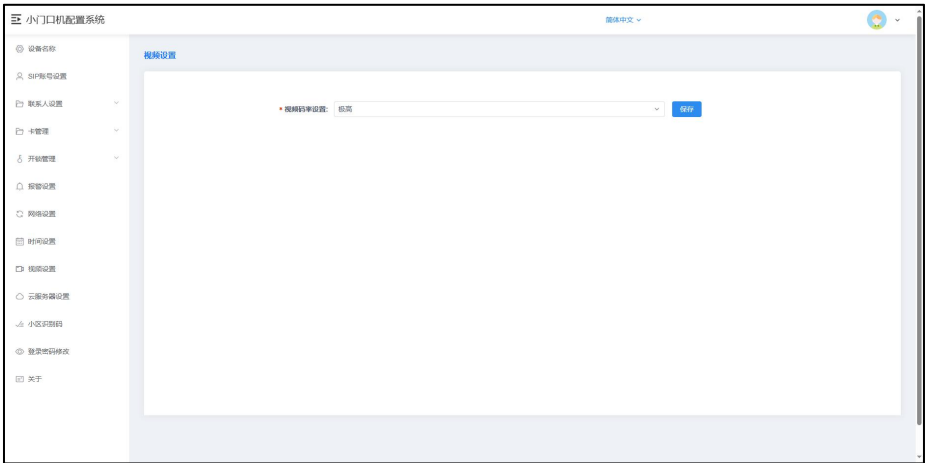 小门口机配置系统
简体中文
设备名称
SIP账号设置
联系人设置
卡管理
开锁管理
报警设置
网络设置
时间设置
视频设置
云服务器设置
小区识别码
登录密码修改
关于
视频设置
* 视频码率设置: 极高
保存